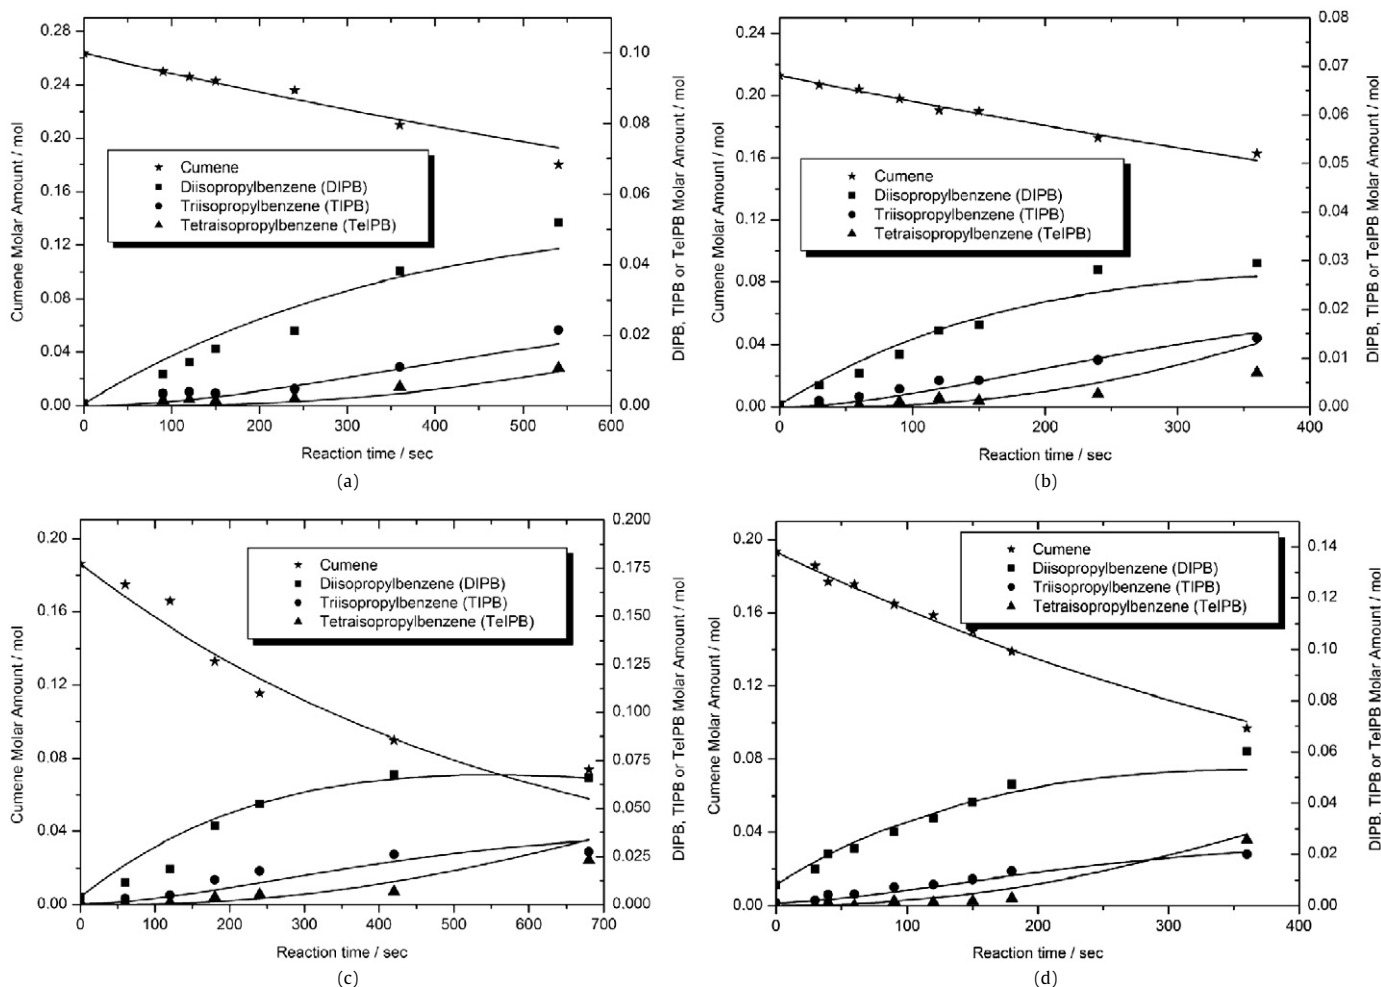 0.28
0.24
0.20
0.16
0.12
0.08
0.04
0.00
Cumene Molar Amount / mol
Cumene
Diisopropylbenzene (DIPB)
Triisopropylbenzene (TIPB)
Tetraisopropylbenzene (TeIPB)
0.10
0.08
0.06
0.04
0.02
0.00
DIPB, TIPB or TeIPB Molar Amount / mol
0 100 200 300 400 500 600
Reaction time / sec
(a)
0.24
0.20
0.16
0.12
0.08
0.04
0.00
Cumene Molar Amount / mol
Cumene
Diisopropylbenzene (DIPB)
Triisopropylbenzene (TIPB)
Tetraisopropylbenzene (TeIPB)
0.08
0.07
0.06
0.05
0.04
0.03
0.02
0.01
0.00
DIPB, TIPB or TeIPB Molar Amount / mol
0 100 200 300 400
Reaction time / sec
(b)
0.20
0.16
0.12
0.08
0.04
0.00
Cumene Molar Amount / mol
Cumene
Diisopropylbenzene (DIPB)
Triisopropylbenzene (TIPB)
Tetraisopropylbenzene (TeIPB)
0.200
0.175
0.150
0.125
0.100
0.075
0.050
0.025
0.000
DIPB, TIPB or TeIPB Molar Amount / mol
0 100 200 300 400 500 600 700
Reaction time / sec
(c)
0.20
0.16
0.12
0.08
0.04
0.00
Cumene Molar Amount / mol
Cumene
Diisopropylbenzene (DIPB)
Triisopropylbenzene (TIPB)
Tetraisopropylbenzene (TeIPB)
0.14
0.12
0.10
0.08
0.06
0.04
0.02
0.00
DIPB. TIPB or TeIPB Molar Amount / mol
0 100 200 300 400
Reaction time / sec
(d)